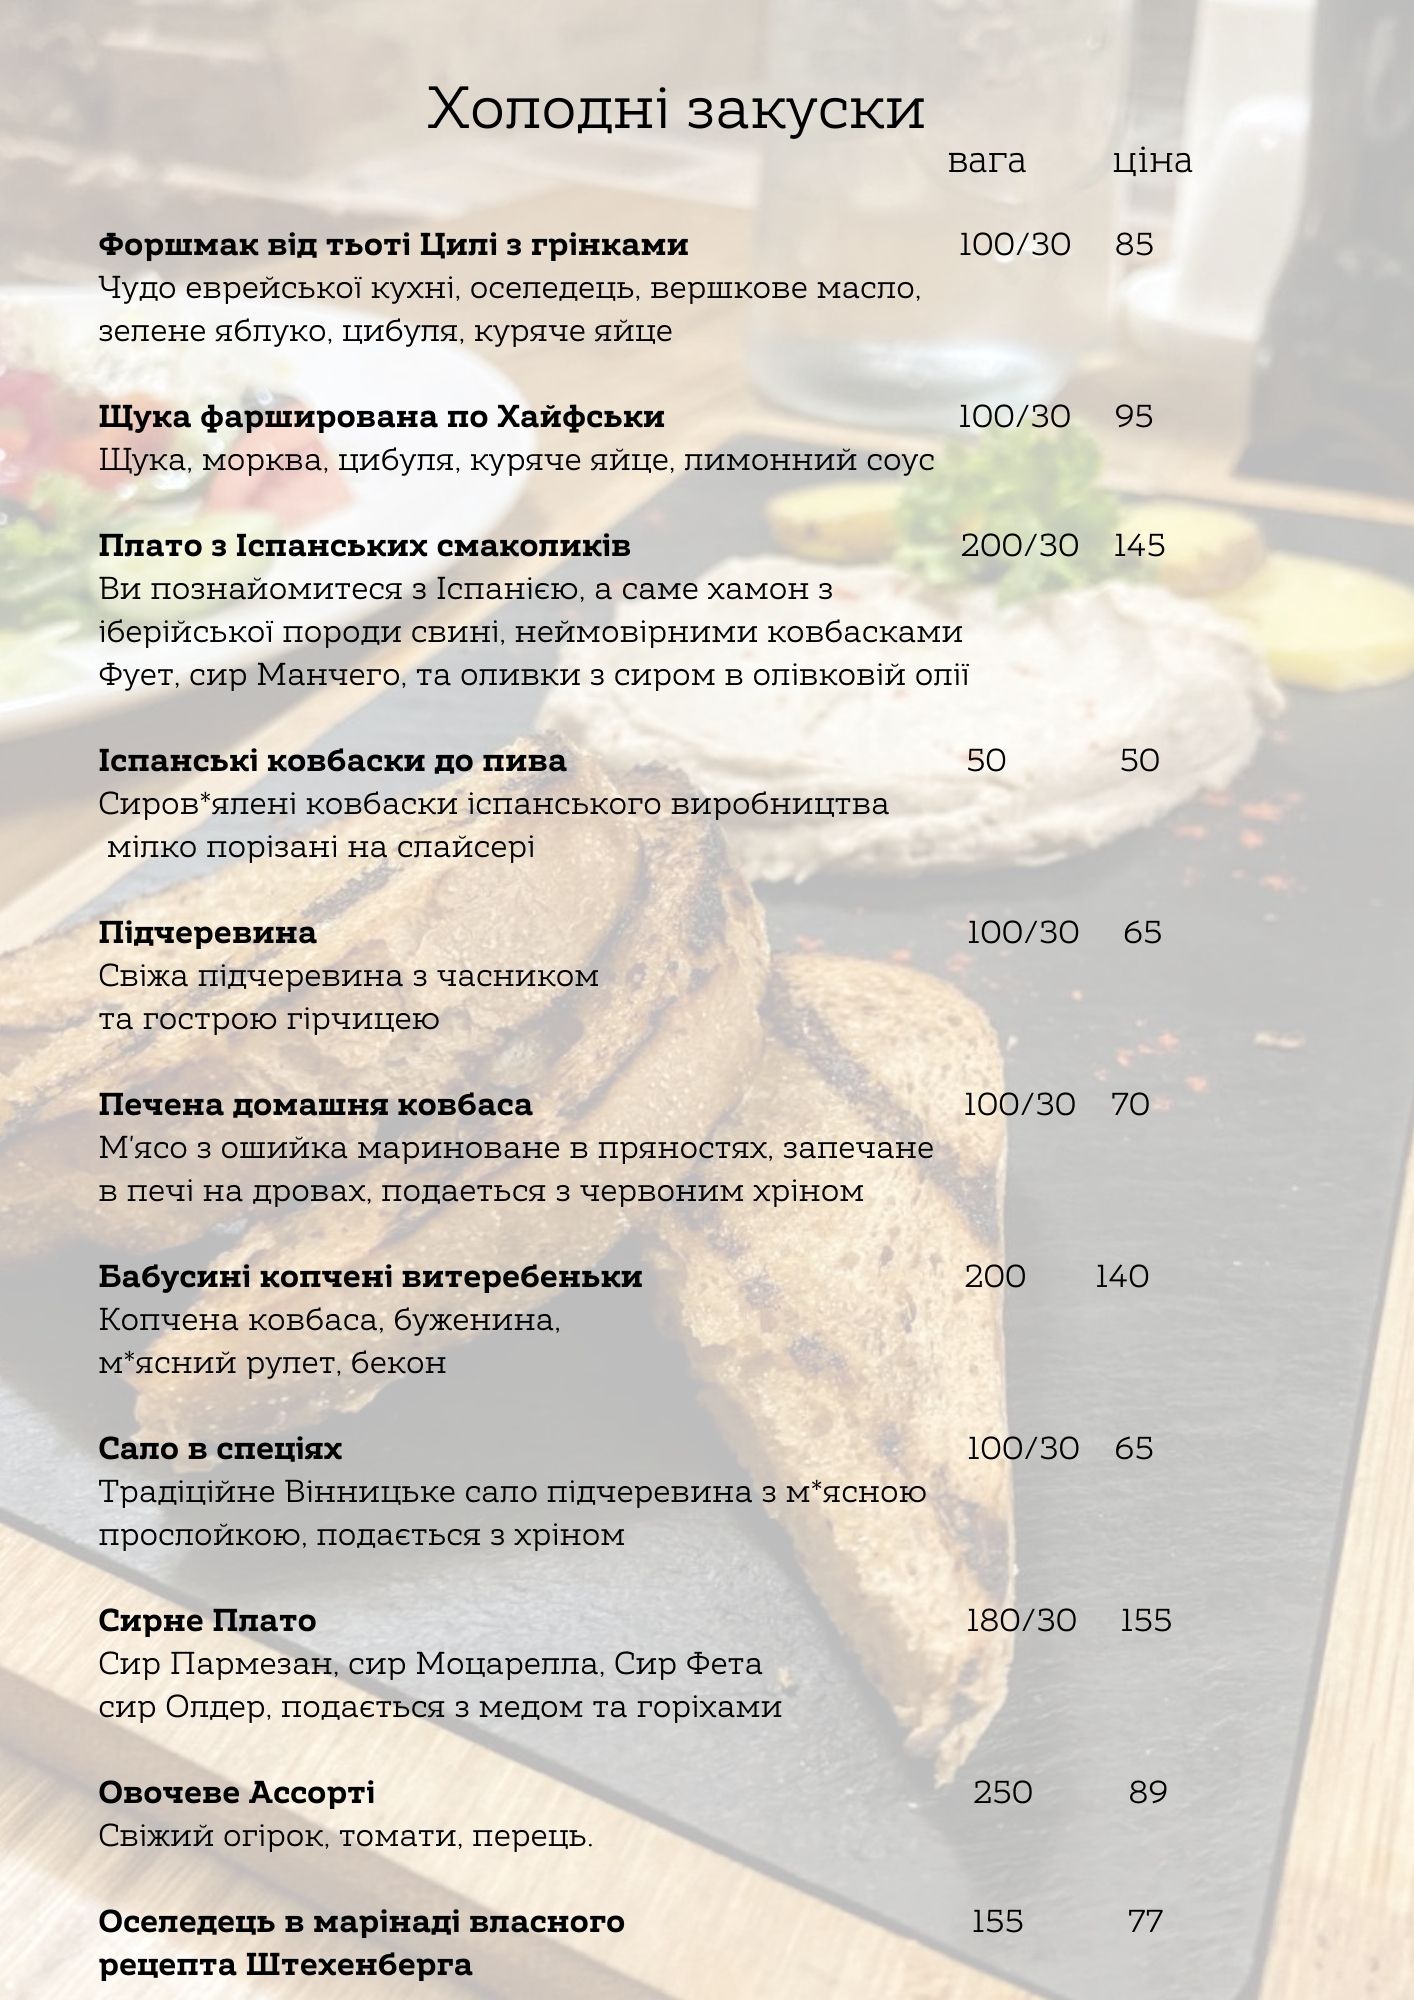 Холодні закуски
вага ціна
Форшмак від тьоті Цилі з грінками 100/30 85
Чудо еврейської кухні, оселедець, вершкове масло,
зелене яблуко, цибуля, куряче яйце
Щука фарширована по Хайфськи 100/30 95
Щука, морква, цибуля, куряче яйце, лимонний соус
Плато з Іспанських смаколиків 200/30 145
Ви познайомитеся з Іспанією, а саме хамон з
іберійської породи свині, неймовірними ковбасками
Фует, сир Манчего, та оливки з сиром в олівковій олії
Іспанські ковбаски до пива 50 50
Сиров*ялені ковбаски іспанського виробництва
мілко порізані на слайсері
Підчеревина 100/30 65
Свіжа підчеревина з часником
та гострою гірчицею
Печена домашня ковбаса 100/30 70
М'ясо з ошийка мариноване в пряностях, запечане
в печі на дровах, подаеться з червоним хріном
Бабусині копчені витеребеньки 200 140
Копчена ковбаса, буженина,
м*ясний рулет, бекон
Сало в спеціях 100/30 65
Традіційне Вінницьке сало підчеревина з м*ясною
прослойкою, подається з хріном
Сирне Плато 180/30 155
Сир Пармезан, сир Моцарелла, Сир Фета
сир Олдер, подається з медом та горіхами
Овочеве Ассорті 250 89
Свіжий огірок, томати, перець.
Оселедець в марінаді власного 155 77
рецепта Штехенберга